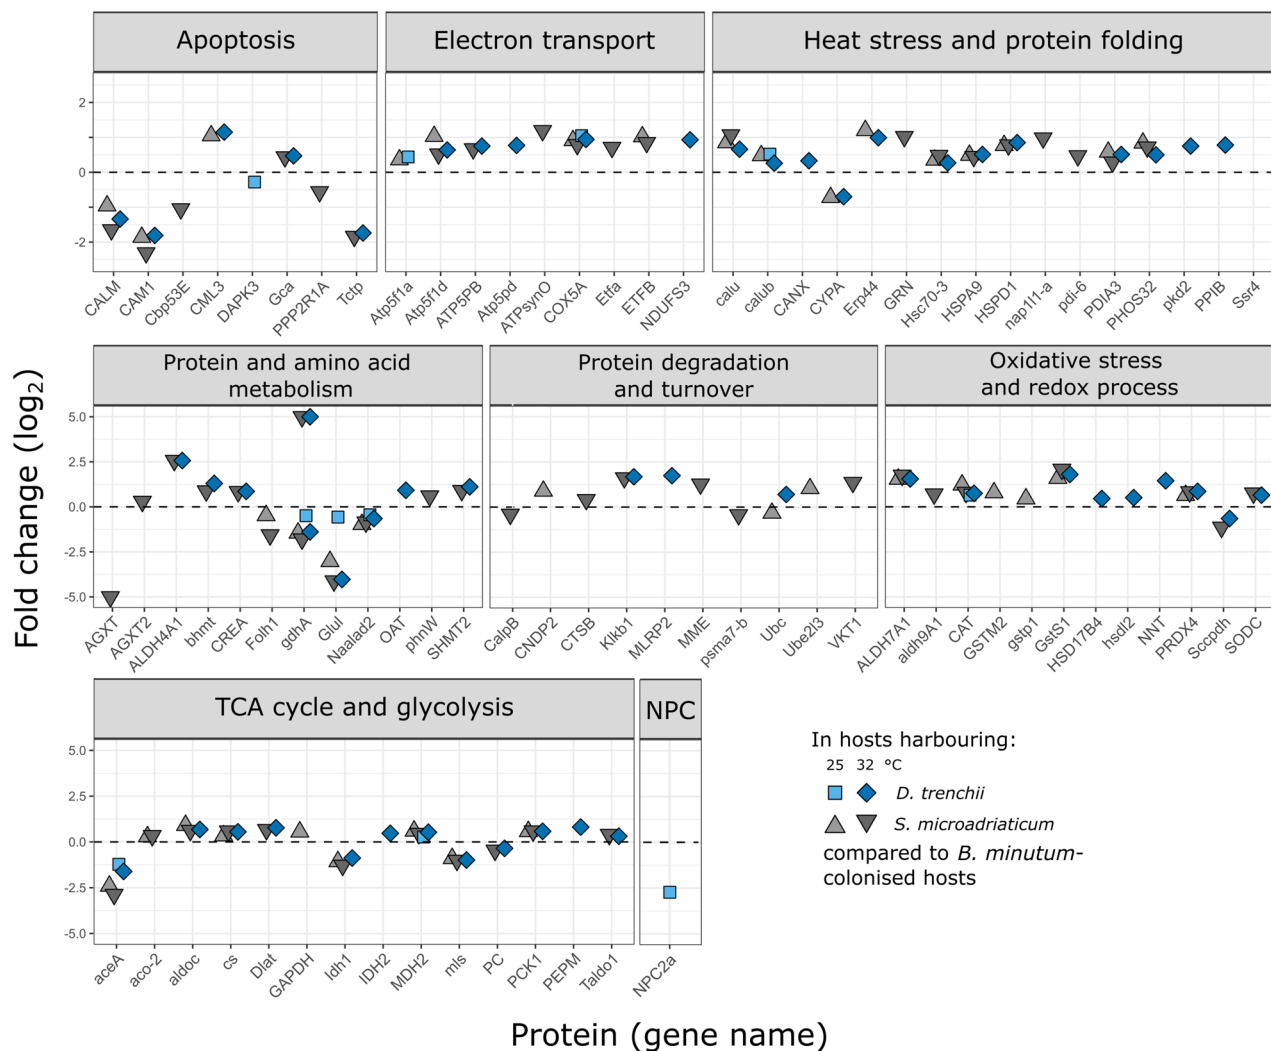 Apoptosis
Electron transport
Heat stress and protein folding
2
0
-2
CALM
CAM1
Cbp53E
CML3
DAPK3
Gca
PPP2R1A
Tctp
Atp5f1a
Atp5f1d
ATP5PB
Atp5pd
ATPsynO
COX5A
Etfa
ETFB
NDUFS3
calu
calub
CANX
CYPA
Erp44
GRN
Hsc70-3
HSPA9
HSPD1
nap1l1-a
pdi-6
PDIA3
PHOS32
pkd2
PPIB
Ssr4
Fold change (log2)
Protein and amino acid
metabolism
Protein degradation
and turnover
Oxidative stress
and redox process
5.0
2.5
0.0
-2.5
-5.0
AGXT
AGXT2
ALDH4A1
bhmt
CREA
Folh1
gdhA
Glul
Naalad2
OAT
phnW
SHMT2
CalpB
CNDP2
CTSB
Klkb1
MLRP2
MME
psma7-b
Ubc
Ube2l3
VKT1
ALDH7A1
aldh9A1
CAT
GSTM2
gstp1
GstS1
HSD17B4
hsdl2
NNT
PRDX4
Sccpdh
SODC
TCA cycle and glycolysis
NPC
5.0
2.5
0.0
-2.5
-5.0
aceA
aco-2
aldoc
cs
Dlat
GAPDH
Idh1
IDH2
MDH2
mls
PC
PCK1
PEPM
Taldo1
NPC2a
In hosts harbouring:
25 32 °C
D. trenchii
S. microadriaticum
compared to B. minutum-
colonised hosts
Protein (gene name)